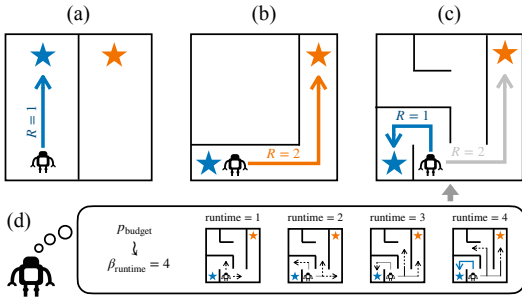 (a)
(b)
(c)
R = 1
R = 2
R = 1
R = 2
(d)
p_budget
β_runtime = 4
runtime = 1
runtime = 2
runtime = 3
runtime = 4